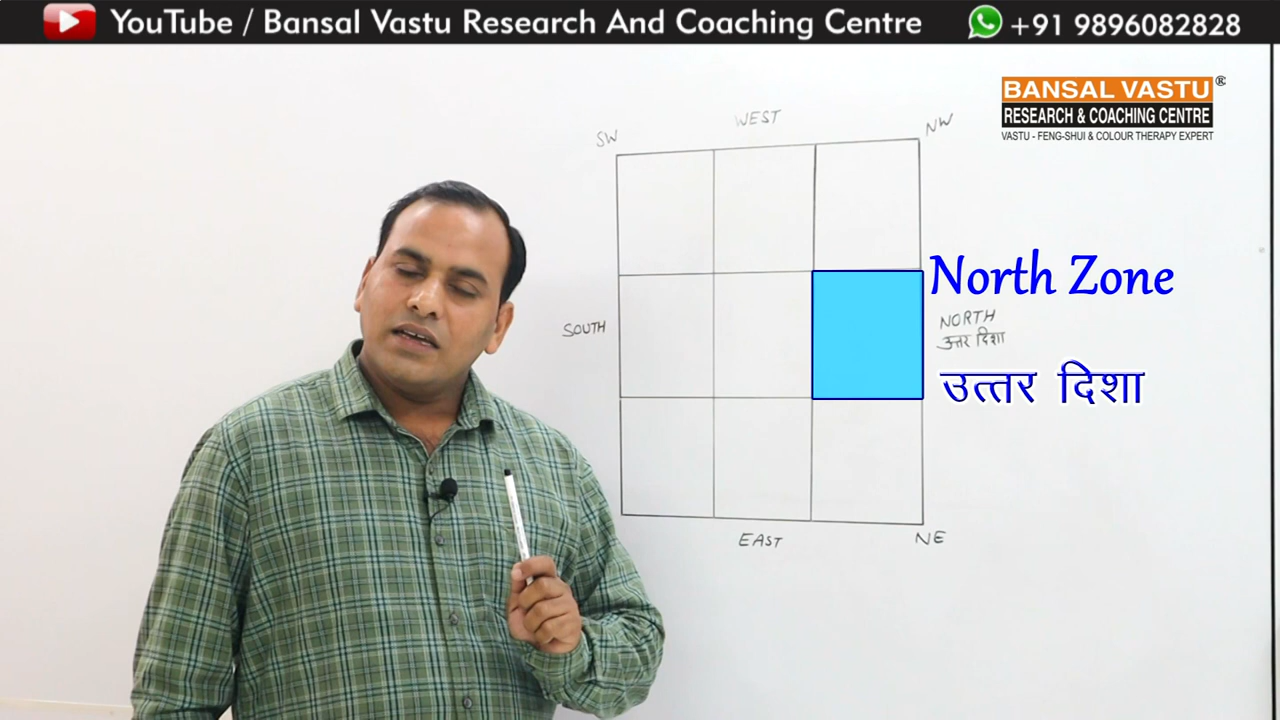 YouTube / Bansal Vastu Research And Coaching Centre
+91 9896082828
BANSAL VASTU®
RESEARCH & COACHING CENTRE
VASTU - FENG-SHUI & COLOUR THERAPY EXPERT
SW
WEST
NW
North Zone
SOUTH
NORTH
उत्तर दिशा
उत्तर दिशा
EAST
NE